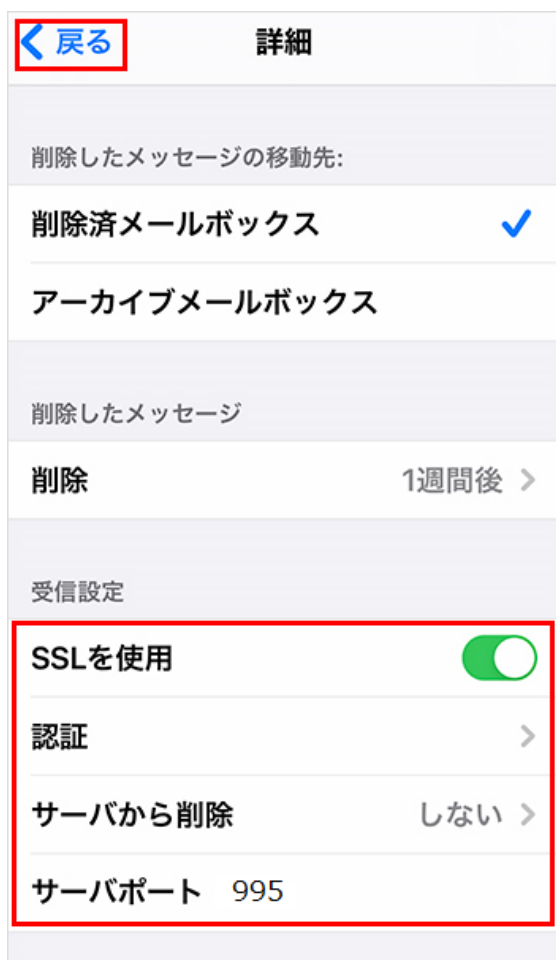 戻る 詳細
削除したメッセージの移動先:
削除済メールボックス
アーカイブメールボックス
削除したメッセージ
削除 1週間後
受信設定
SSLを使用
認証
サーバから削除 しない
サーバポート 995